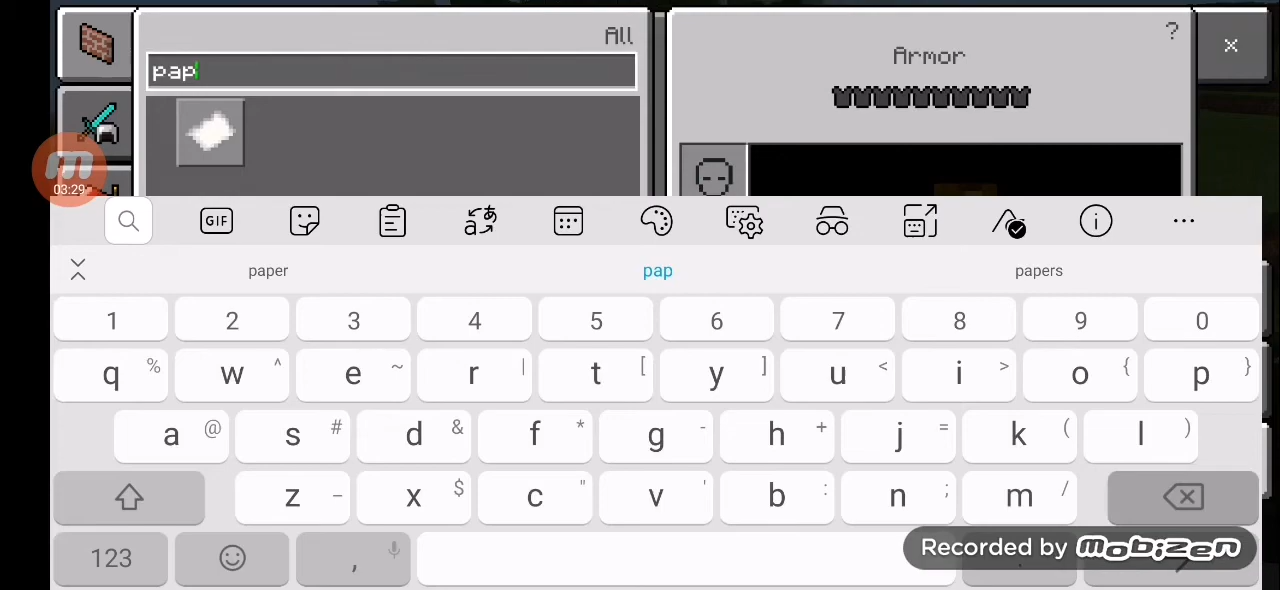 All
?
Armor
pap
03:29
GIF
paper pap papers
1 2 3 4 5 6 7 8 9 0
q % w ^ e ~ r | t [ y ] u < i > o { p }
a @ s # d & f * g - h + j = k ( l )
z _ x $ c " v ' b : n ; m /
123 ,
Recorded by mobizen